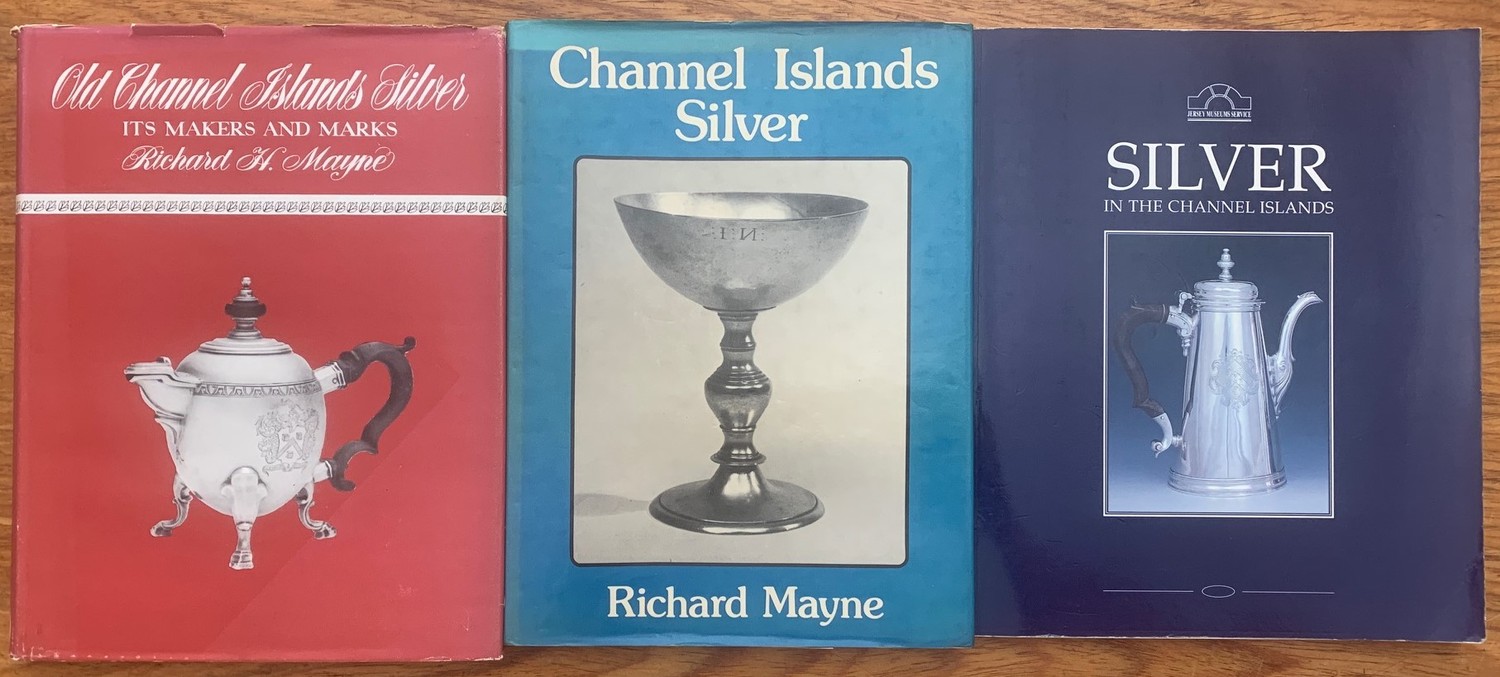 Old Channel Islands Silver
ITS MAKERS AND MARKS
Richard H. Mayne
Channel Islands
Silver
: I · N :
Richard Mayne
JERSEY MUSEUMS SERVICE
SILVER
IN THE CHANNEL ISLANDS